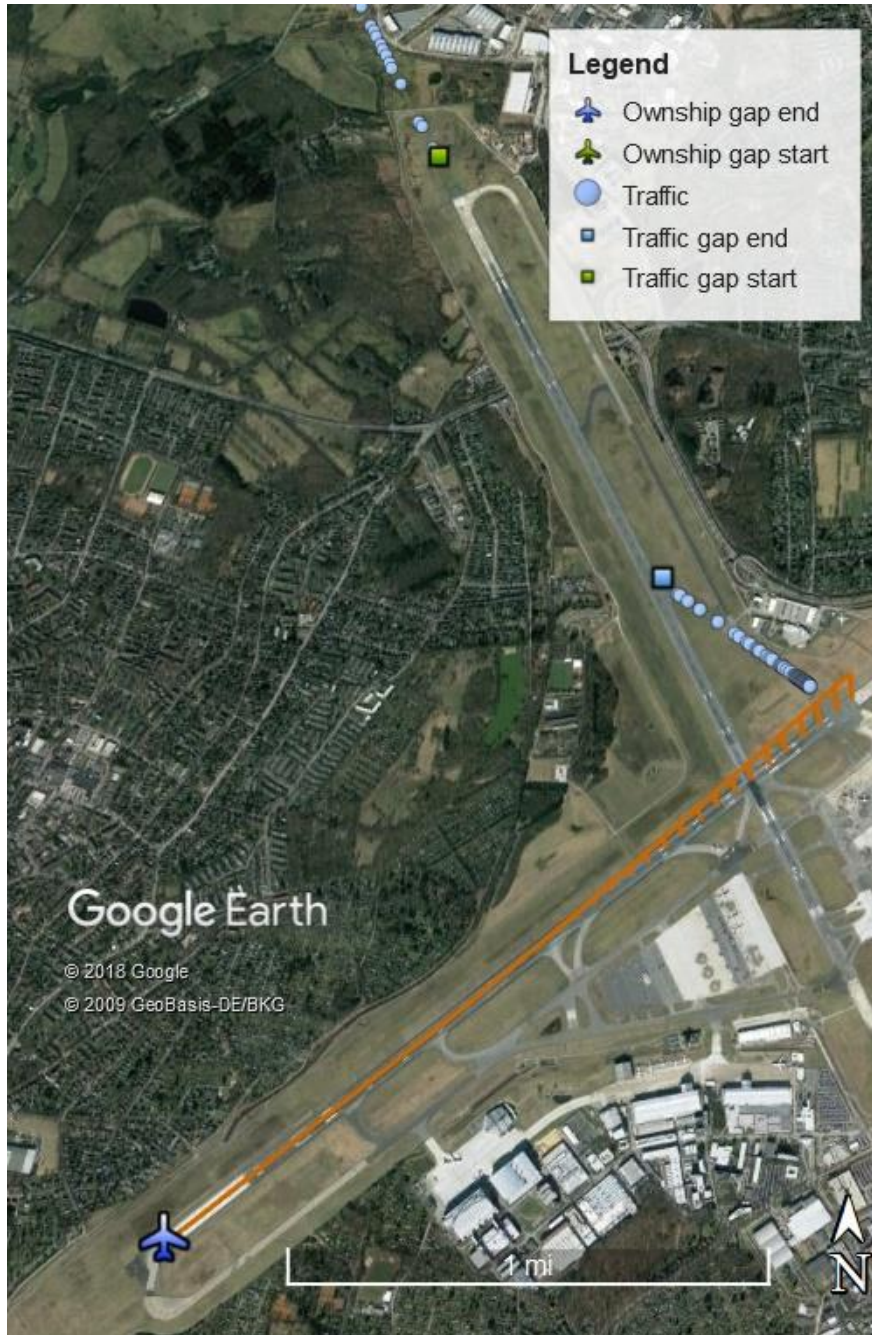 Legend
Ownship gap end
Ownship gap start
Traffic
Traffic gap end
Traffic gap start
Google Earth
© 2018 Google
© 2009 GeoBasis-DE/BKG
1 mi
N